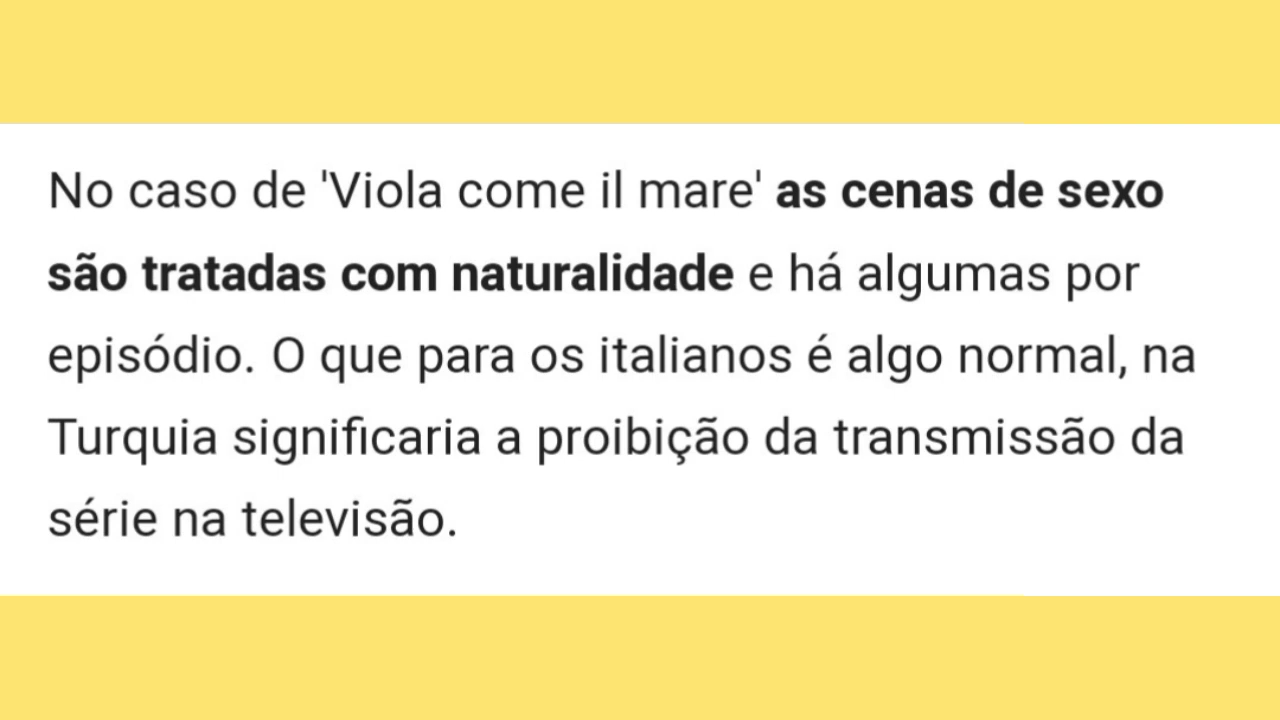 No caso de 'Viola come il mare' as cenas de sexo
são tratadas com naturalidade e há algumas por
episódio. O que para os italianos é algo normal, na
Turquia significaria a proibição da transmissão da
série na televisão.